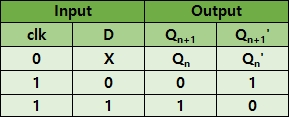 Input Output
clk D Qn+1 Qn+1'
0 X Qn Qn'
1 0 0 1
1 1 1 0